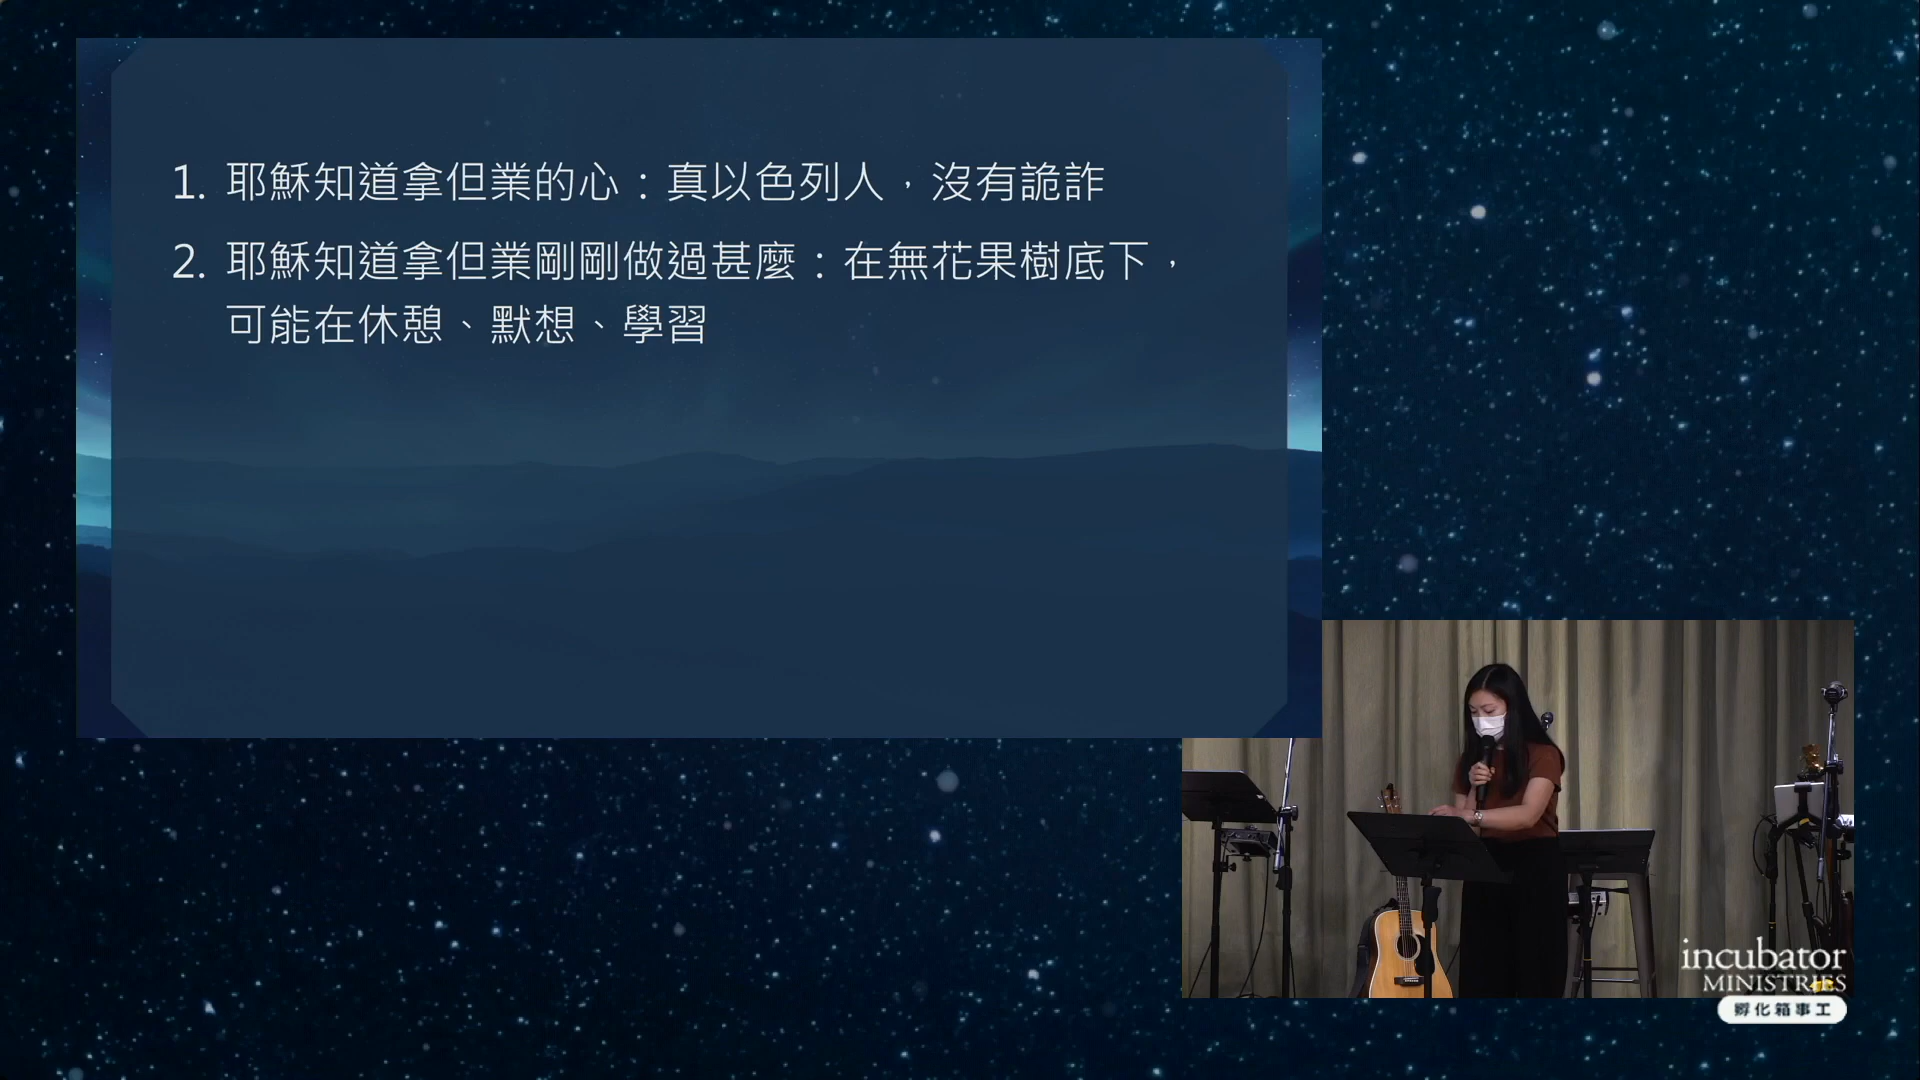 1. 耶穌知道拿但業的心：真以色列人，沒有詭詐
2. 耶穌知道拿但業剛剛做過甚麼：在無花果樹底下，
可能在休憩、默想、學習
incubator
MINISTRIES
孵化箱事工